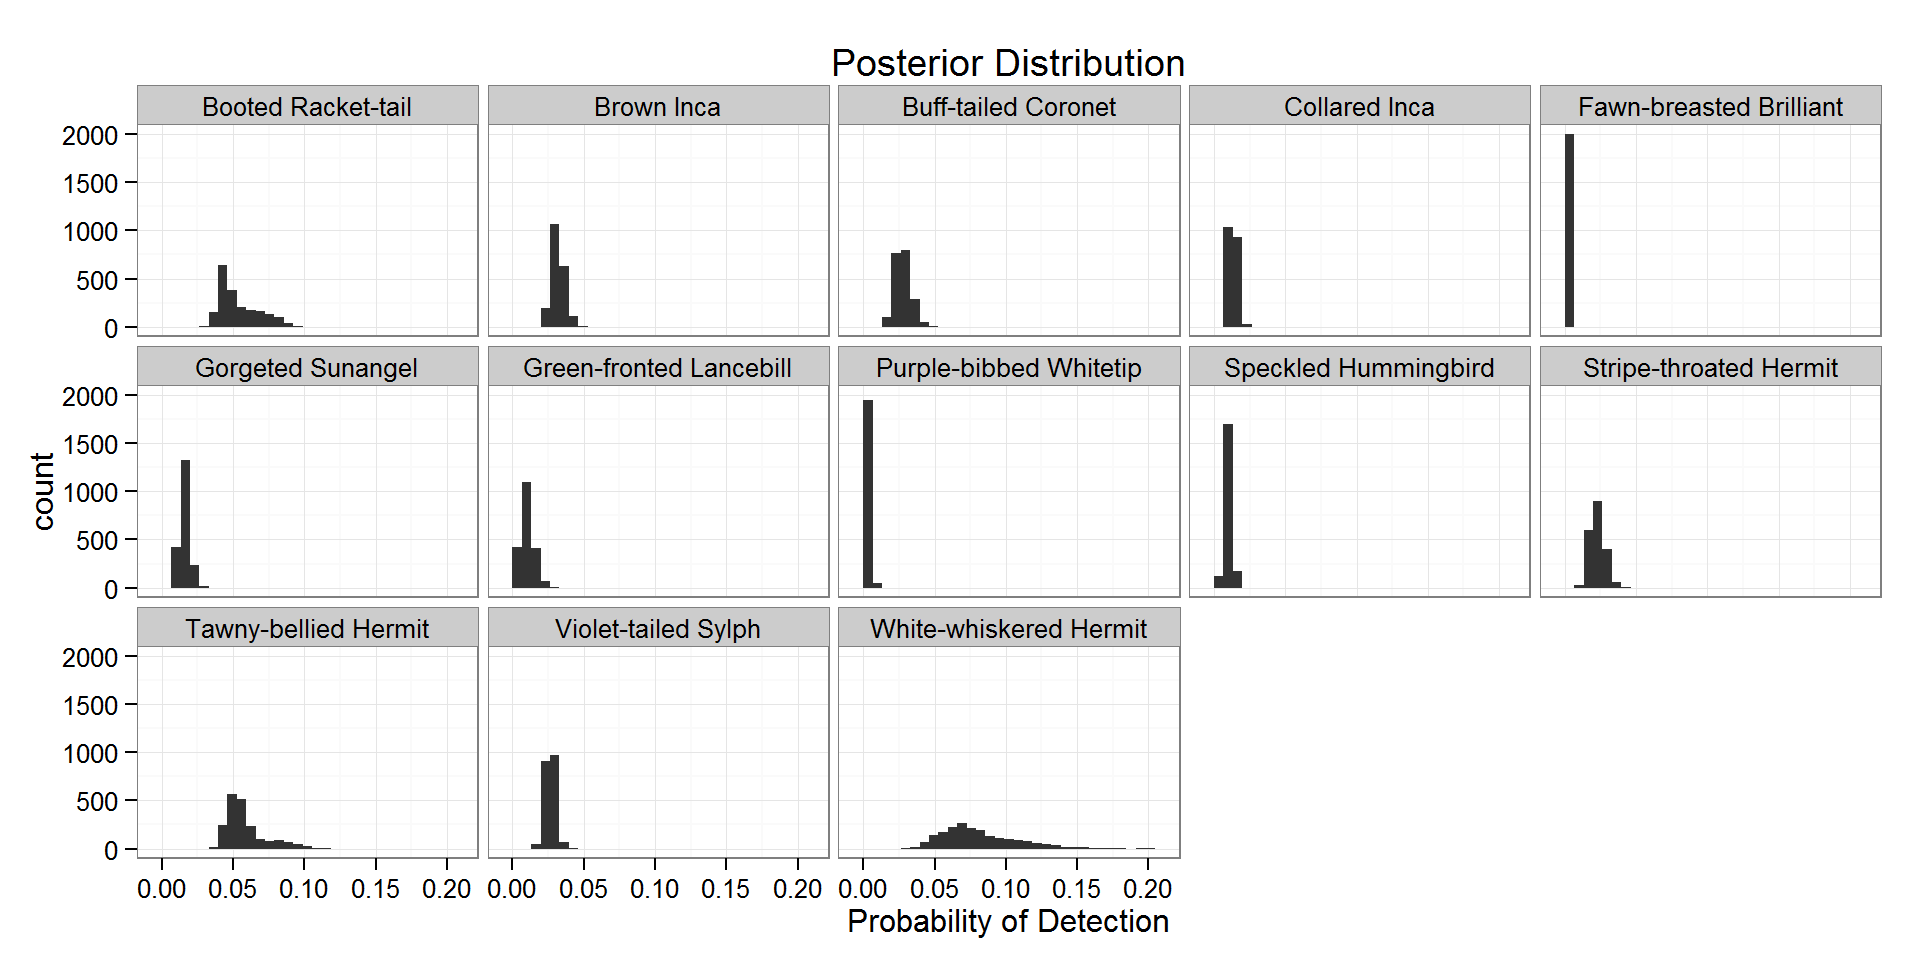 Posterior Distribution
Booted Racket-tail Brown Inca Buff-tailed Coronet Collared Inca Fawn-breasted Brilliant
2000
1500
1000
500
0
Gorgeted Sunangel Green-fronted Lancebill Purple-bibbed Whitetip Speckled Hummingbird Stripe-throated Hermit
2000
1500
1000
500
0
count
Tawny-bellied Hermit Violet-tailed Sylph White-whiskered Hermit
2000
1500
1000
500
0
0.00 0.05 0.10 0.15 0.20 0.00 0.05 0.10 0.15 0.20 0.00 0.05 0.10 0.15 0.20
Probability of Detection